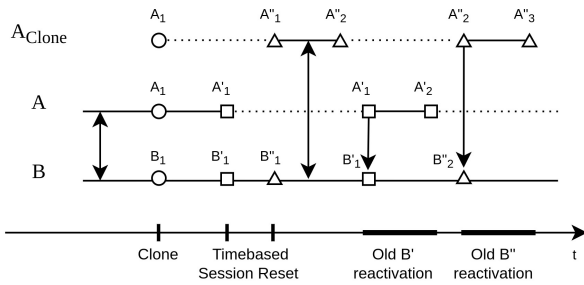 A1 A"1 A"2 A"2 A"3
AClone
A1 A'1 A'1 A'2
A
B1 B'1 B"1 B'1 B"2
B
Clone Timebased Old B' Old B" t
Session Reset reactivation reactivation